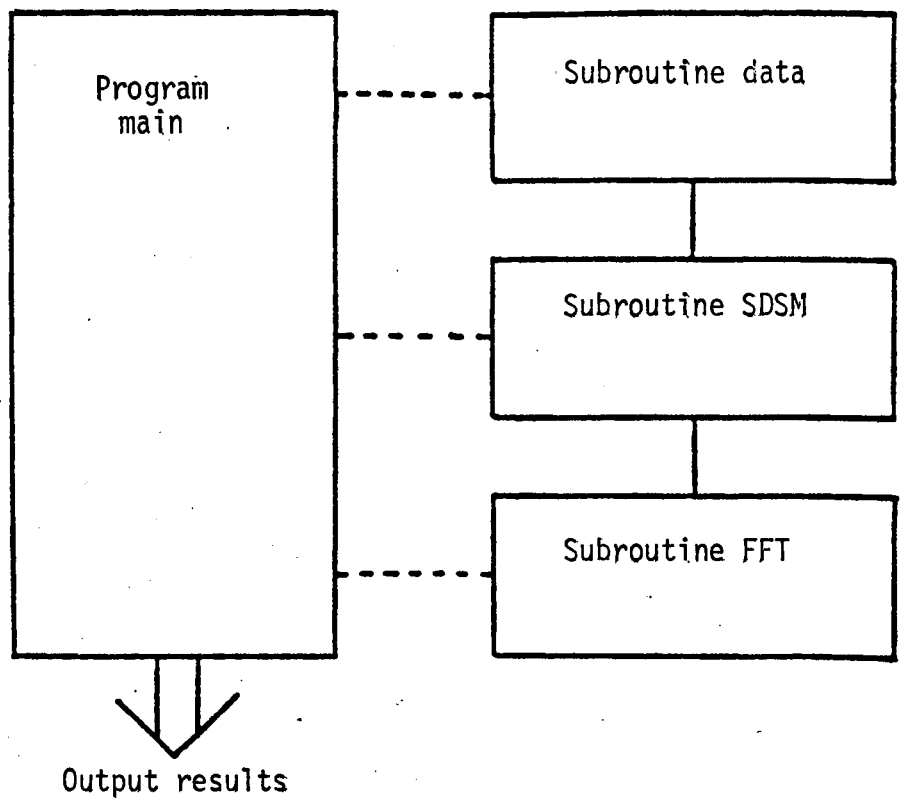 Program
main
Subroutine data
Subroutine SDSM
Subroutine FFT
Output results